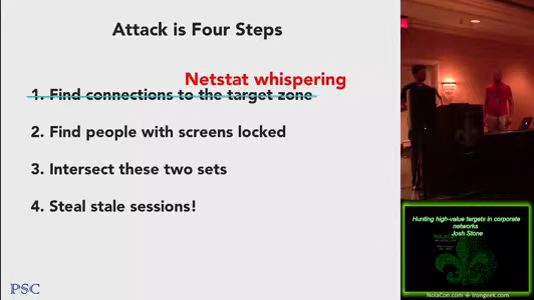 Attack is Four Steps
Netstat whispering
1. Find connections to the target zone
2. Find people with screens locked
3. Intersect these two sets
4. Steal stale sessions!
PSC
Hunting high-value targets in corporate
networks
Josh Stone
NolaCon.com Irongeek.com